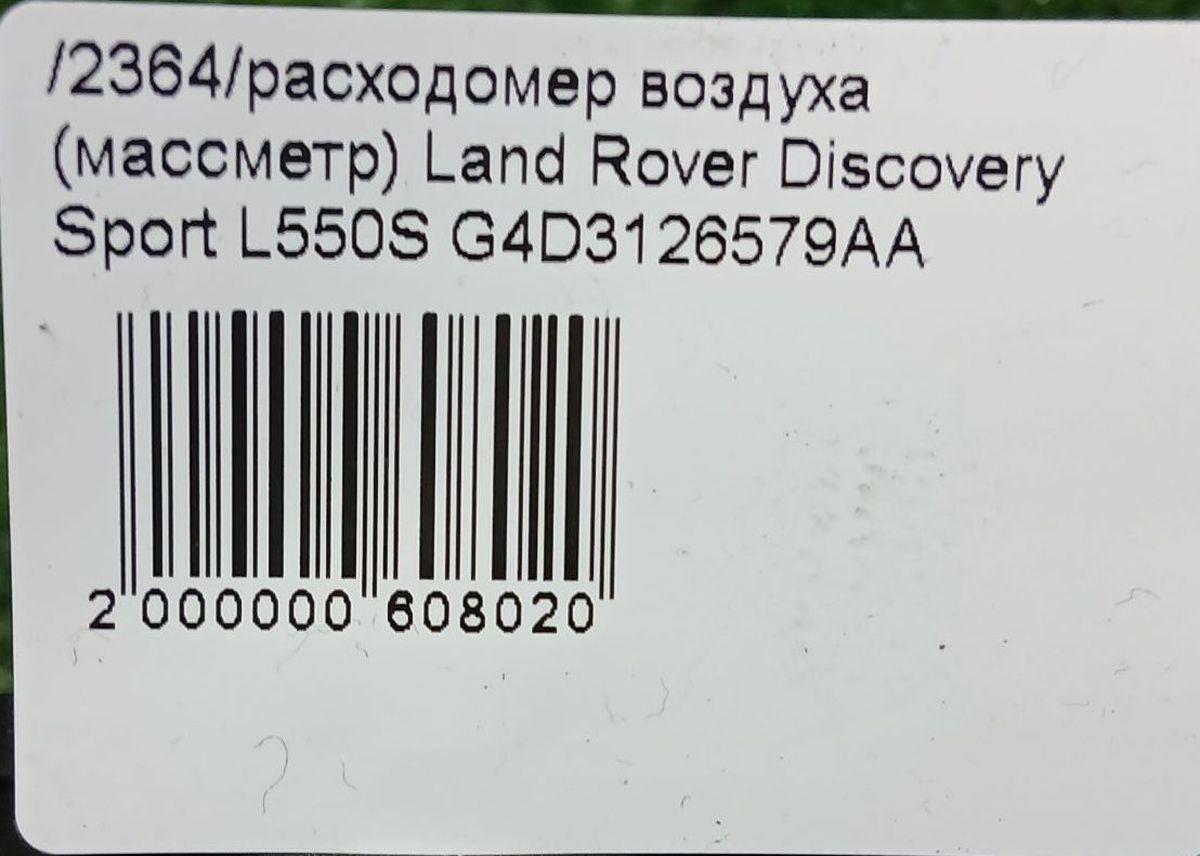 /2364/расходомер воздуха
(массметр) Land Rover Discovery
Sport L550S G4D3126579AA
2 000000 608020